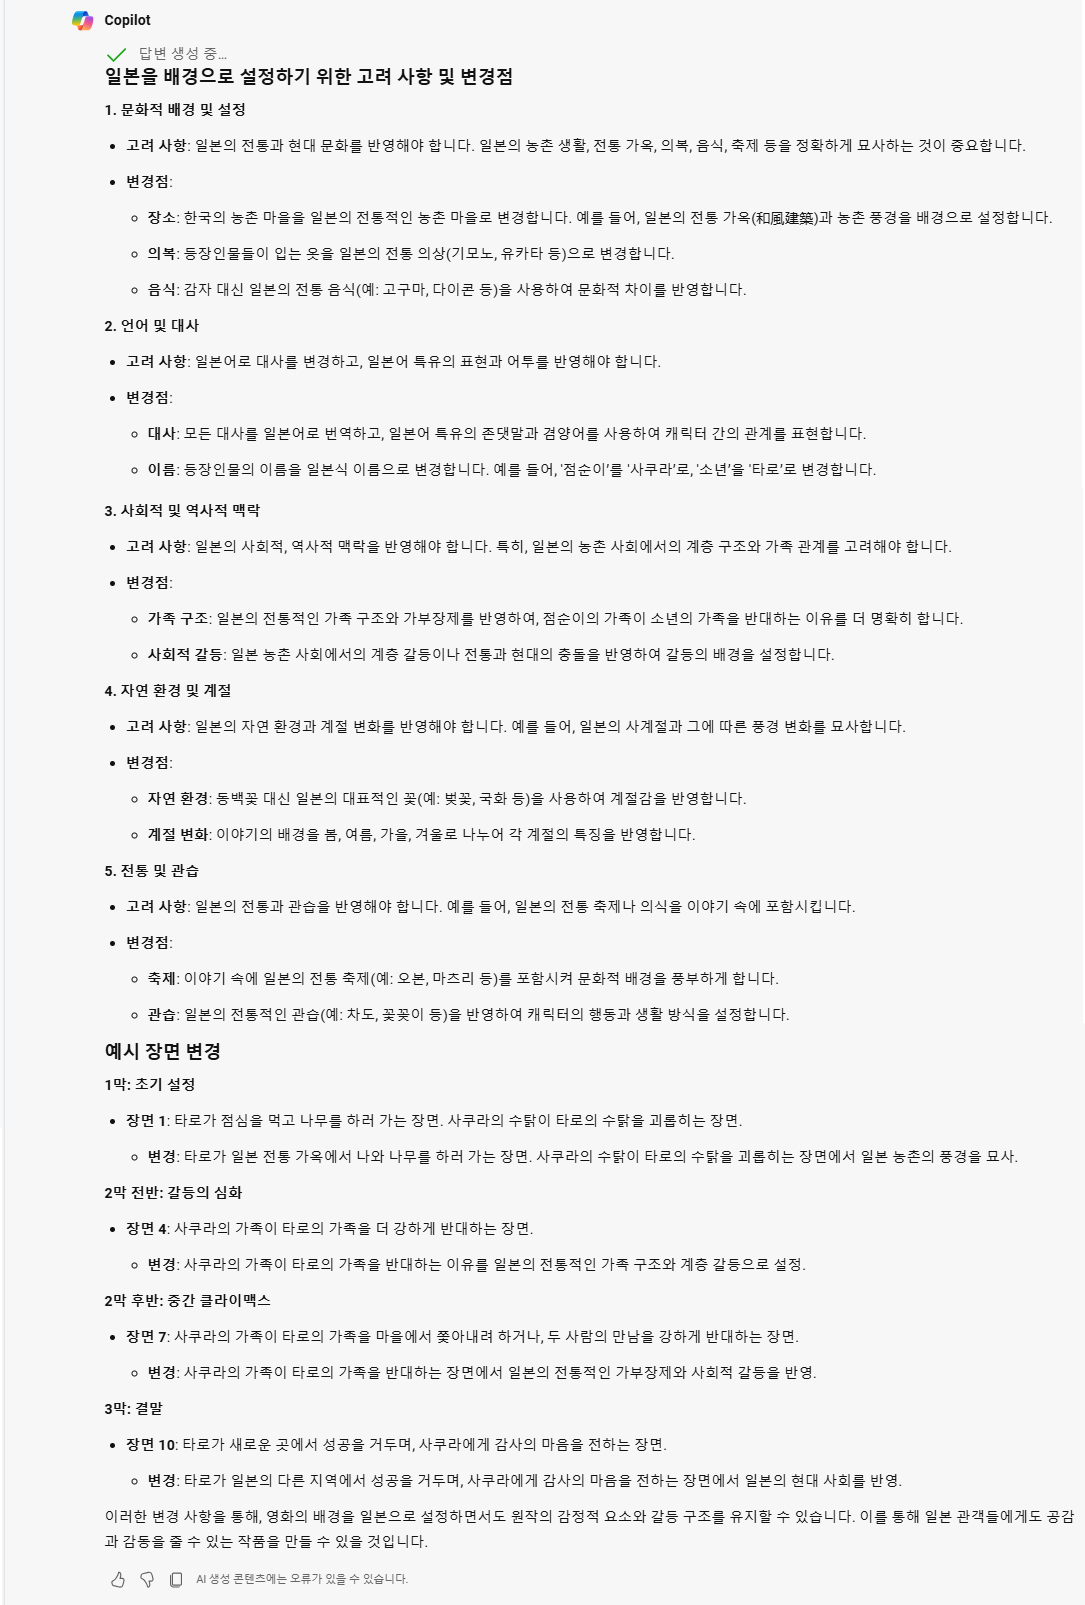 Copilot
답변 생성 중...
일본을 배경으로 설정하기 위한 고려 사항 및 변경점
1. 문화적 배경 및 설정
• 고려 사항: 일본의 전통과 현대 문화를 반영해야 합니다. 일본의 농촌 생활, 전통 가옥, 의복, 음식, 축제 등을 정확하게 묘사하는 것이 중요합니다.
• 변경점:
◦ 장소: 한국의 농촌 마을을 일본의 전통적인 농촌 마을로 변경합니다. 예를 들어, 일본의 전통 가옥(和風建築)과 농촌 풍경을 배경으로 설정합니다.
◦ 의복: 등장인물들이 입는 옷을 일본의 전통 의상(기모노, 유카타 등)으로 변경합니다.
◦ 음식: 감자 대신 일본의 전통 음식(예: 고구마, 다이콘 등)을 사용하여 문화적 차이를 반영합니다.
2. 언어 및 대사
• 고려 사항: 일본어로 대사를 변경하고, 일본어 특유의 표현과 어투를 반영해야 합니다.
• 변경점:
◦ 대사: 모든 대사를 일본어로 번역하고, 일본어 특유의 존댓말과 겸양어를 사용하여 캐릭터 간의 관계를 표현합니다.
◦ 이름: 등장인물의 이름을 일본식 이름으로 변경합니다. 예를 들어, '점순이'를 '사쿠라'로, '소년'을 '타로'로 변경합니다.
3. 사회적 및 역사적 맥락
• 고려 사항: 일본의 사회적, 역사적 맥락을 반영해야 합니다. 특히, 일본의 농촌 사회에서의 계층 구조와 가족 관계를 고려해야 합니다.
• 변경점:
◦ 가족 구조: 일본의 전통적인 가족 구조와 가부장제를 반영하여, 점순이의 가족이 소년의 가족을 반대하는 이유를 더 명확히 합니다.
◦ 사회적 갈등: 일본 농촌 사회에서의 계층 갈등이나 전통과 현대의 충돌을 반영하여 갈등의 배경을 설정합니다.
4. 자연 환경 및 계절
• 고려 사항: 일본의 자연 환경과 계절 변화를 반영해야 합니다. 예를 들어, 일본의 사계절과 그에 따른 풍경 변화를 묘사합니다.
• 변경점:
◦ 자연 환경: 동백꽃 대신 일본의 대표적인 꽃(예: 벚꽃, 국화 등)을 사용하여 계절감을 반영합니다.
◦ 계절 변화: 이야기의 배경을 봄, 여름, 가을, 겨울로 나누어 각 계절의 특징을 반영합니다.
5. 전통 및 관습
• 고려 사항: 일본의 전통과 관습을 반영해야 합니다. 예를 들어, 일본의 전통 축제나 의식을 이야기 속에 포함시킵니다.
• 변경점:
◦ 축제: 이야기 속에 일본의 전통 축제(예: 오본, 마츠리 등)를 포함시켜 문화적 배경을 풍부하게 합니다.
◦ 관습: 일본의 전통적인 관습(예: 차도, 꽃꽂이 등)을 반영하여 캐릭터의 행동과 생활 방식을 설정합니다.
예시 장면 변경
1막: 초기 설정
• 장면 1: 타로가 점심을 먹고 나무를 하러 가는 장면. 사쿠라의 수탉이 타로의 수탉을 괴롭히는 장면.
◦ 변경: 타로가 일본 전통 가옥에서 나와 나무를 하러 가는 장면. 사쿠라의 수탉이 타로의 수탉을 괴롭히는 장면에서 일본 농촌의 풍경을 묘사.
2막 전반: 갈등의 심화
• 장면 4: 사쿠라의 가족이 타로의 가족을 더 강하게 반대하는 장면.
◦ 변경: 사쿠라의 가족이 타로의 가족을 반대하는 이유를 일본의 전통적인 가족 구조와 계층 갈등으로 설정.
2막 후반: 중간 클라이맥스
• 장면 7: 사쿠라의 가족이 타로의 가족을 마을에서 쫓아내려 하거나, 두 사람의 만남을 강하게 반대하는 장면.
◦ 변경: 사쿠라의 가족이 타로의 가족을 반대하는 장면에서 일본의 전통적인 가부장제와 사회적 갈등을 반영.
3막: 결말
• 장면 10: 타로가 새로운 곳에서 성공을 거두며, 사쿠라에게 감사의 마음을 전하는 장면.
◦ 변경: 타로가 일본의 다른 지역에서 성공을 거두며, 사쿠라에게 감사의 마음을 전하는 장면에서 일본의 현대 사회를 반영.
이러한 변경 사항을 통해, 영화의 배경을 일본으로 설정하면서도 원작의 감정적 요소와 갈등 구조를 유지할 수 있습니다. 이를 통해 일본 관객들에게도 공감
과 감동을 줄 수 있는 작품을 만들 수 있을 것입니다.
AI 생성 콘텐츠에는 오류가 있을 수 있습니다.